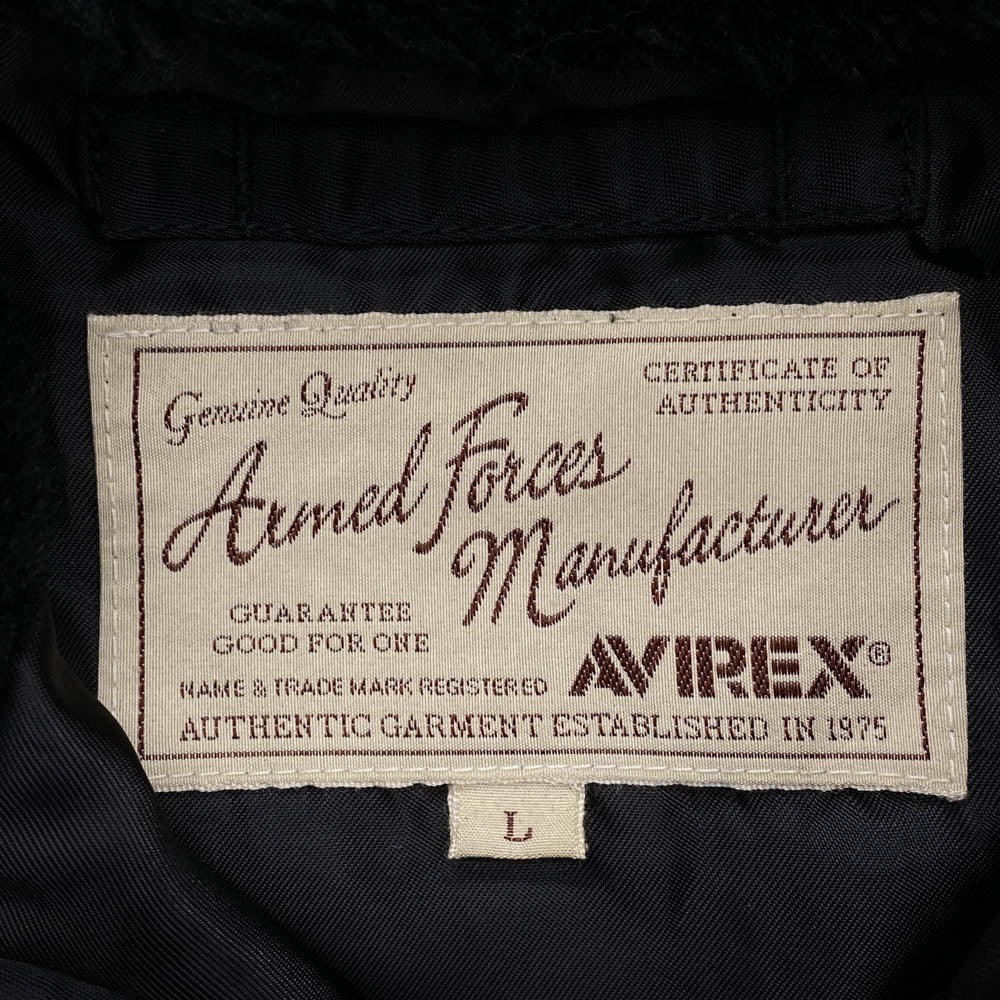 Genuine Quality
CERTIFICATE OF
AUTHENTICITY
Armed Forces
Manufacturer
GUARANTEE
GOOD FOR ONE
NAME & TRADE MARK REGISTERED
AVIREX®
AUTHENTIC GARMENT ESTABLISHED IN 1975
L